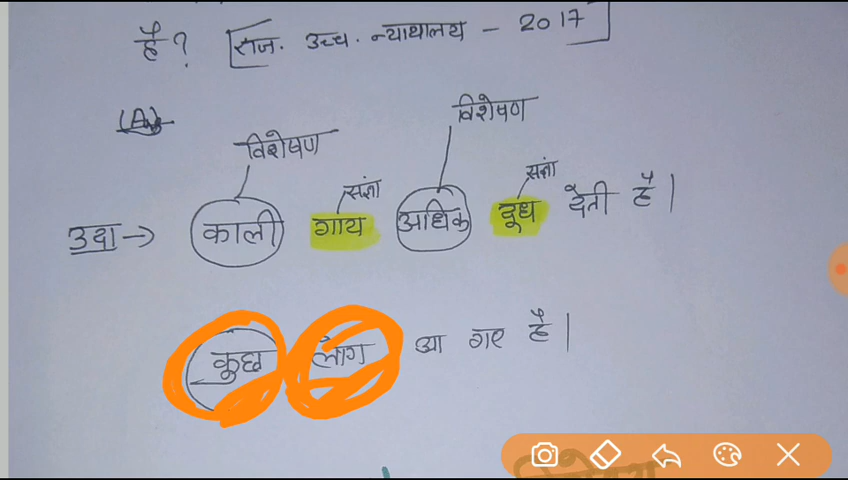 है? [राज. उच्च. न्यायालय - 2017]
(A)
विशेषण विशेषण
संज्ञा संज्ञा
उदा → काली गाय अधिक दूध देती है।
कुछ लोग आ गए है।